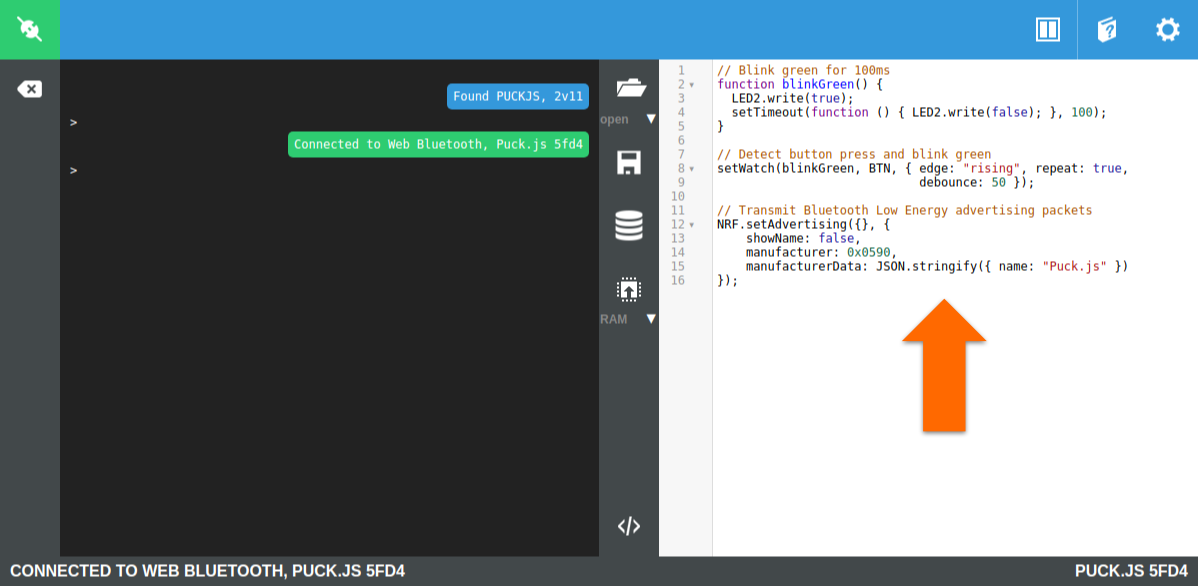 Found PUCKJS, 2v11
>
Connected to Web Bluetooth, Puck.js 5fd4
>
open ▼
RAM ▼
</>
1 // Blink green for 100ms
2 ▾ function blinkGreen() {
3   LED2.write(true);
4   setTimeout(function () { LED2.write(false); }, 100);
5 }
6
7 // Detect button press and blink green
8 ▾ setWatch(blinkGreen, BTN, { edge: "rising", repeat: true,
9                             debounce: 50 });
10
11 // Transmit Bluetooth Low Energy advertising packets
12 ▾ NRF.setAdvertising({}, {
13     showName: false,
14     manufacturer: 0x0590,
15     manufacturerData: JSON.stringify({ name: "Puck.js" })
16 });
CONNECTED TO WEB BLUETOOTH, PUCK.JS 5FD4
PUCK.JS 5FD4